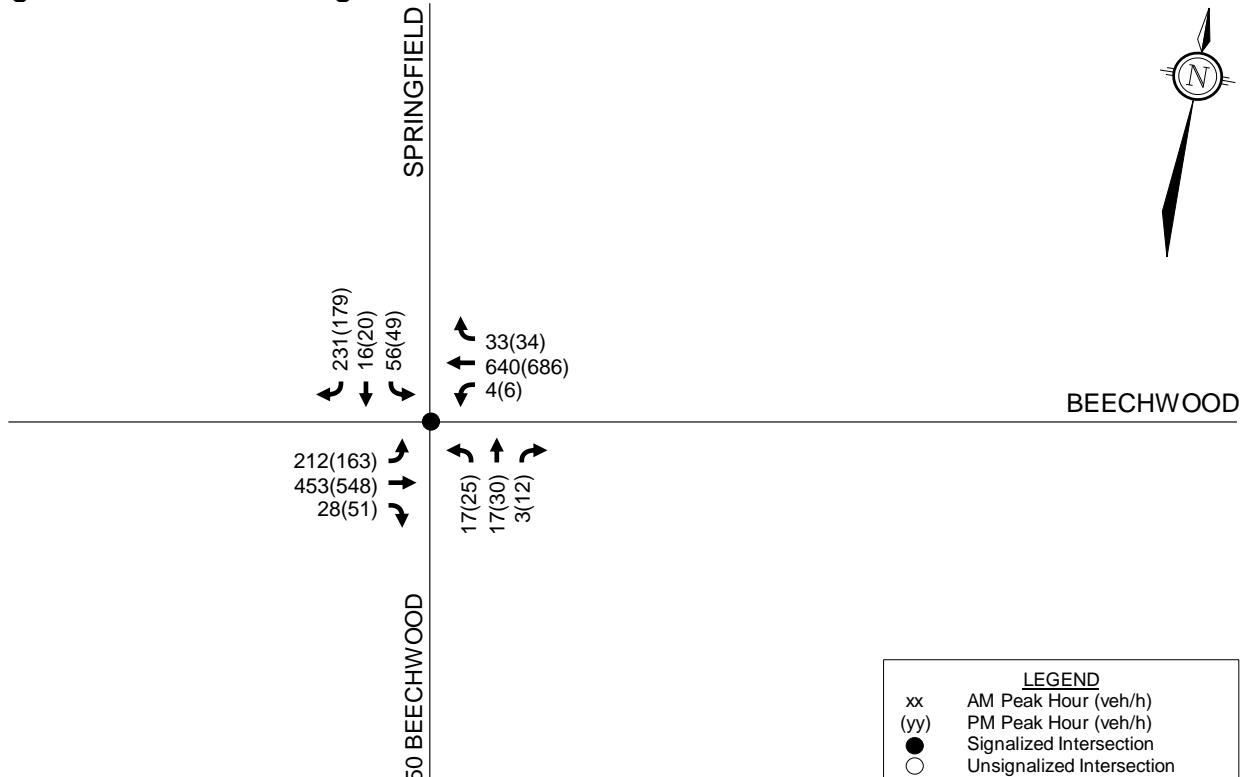 SPRINGFIELD
N
231(179)
16(20)
56(49)
33(34)
640(686)
4(6)
BEECHWOOD
212(163)
453(548)
28(51)
17(25)
17(30)
3(12)
BEECHWOOD
LEGEND
xx AM Peak Hour (veh/h)
(yy) PM Peak Hour (veh/h)
Signalized Intersection
Unsignalized Intersection